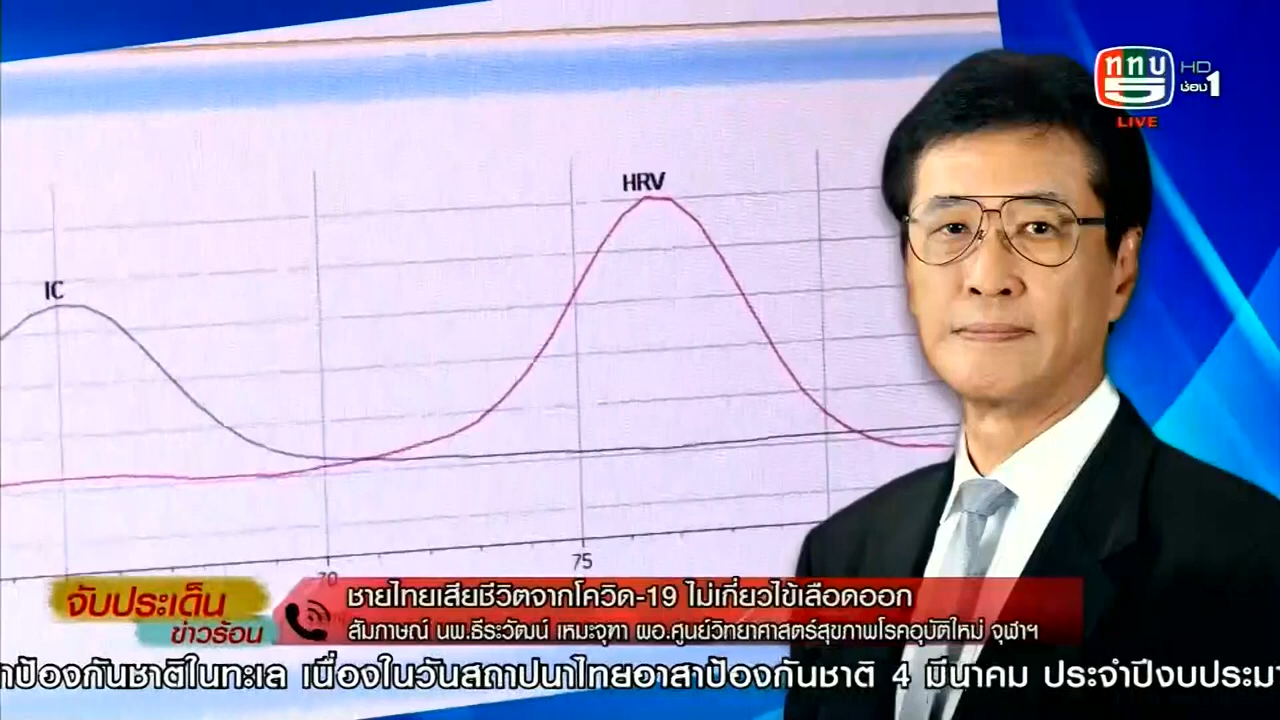 ททบ
5
HD
ช่อง1
LIVE
HRV
IC
70
75
จับประเด็น
ข่าวร้อน
ชายไทยเสียชีวิตจากโควิด-19 ไม่เกี่ยวไข้เลือดออก
สัมภาษณ์ นพ.ธีระวัฒน์ เหมะจุฑา ผอ.ศูนย์วิทยาศาสตร์สุขภาพโรคอุบัติใหม่ จุฬาฯ
ป้องกันชาติในทะเล เนื่องในวันสถาปนาไทยอาสาป้องกันชาติ 4 มีนาคม ประจำปีงบประมา